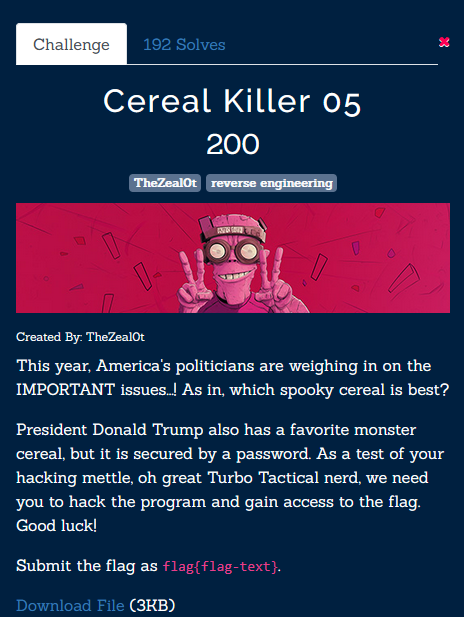 Challenge
192 Solves
Cereal Killer 05
200
TheZeal0t reverse engineering
Created By: TheZeal0t
This year, America's politicians are weighing in on the
IMPORTANT issues...! As in, which spooky cereal is best?
President Donald Trump also has a favorite monster
cereal, but it is secured by a password. As a test of your
hacking mettle, oh great Turbo Tactical nerd, we need
you to hack the program and gain access to the flag.
Good luck!
Submit the flag as flag{flag-text}.
Download File (3KB)